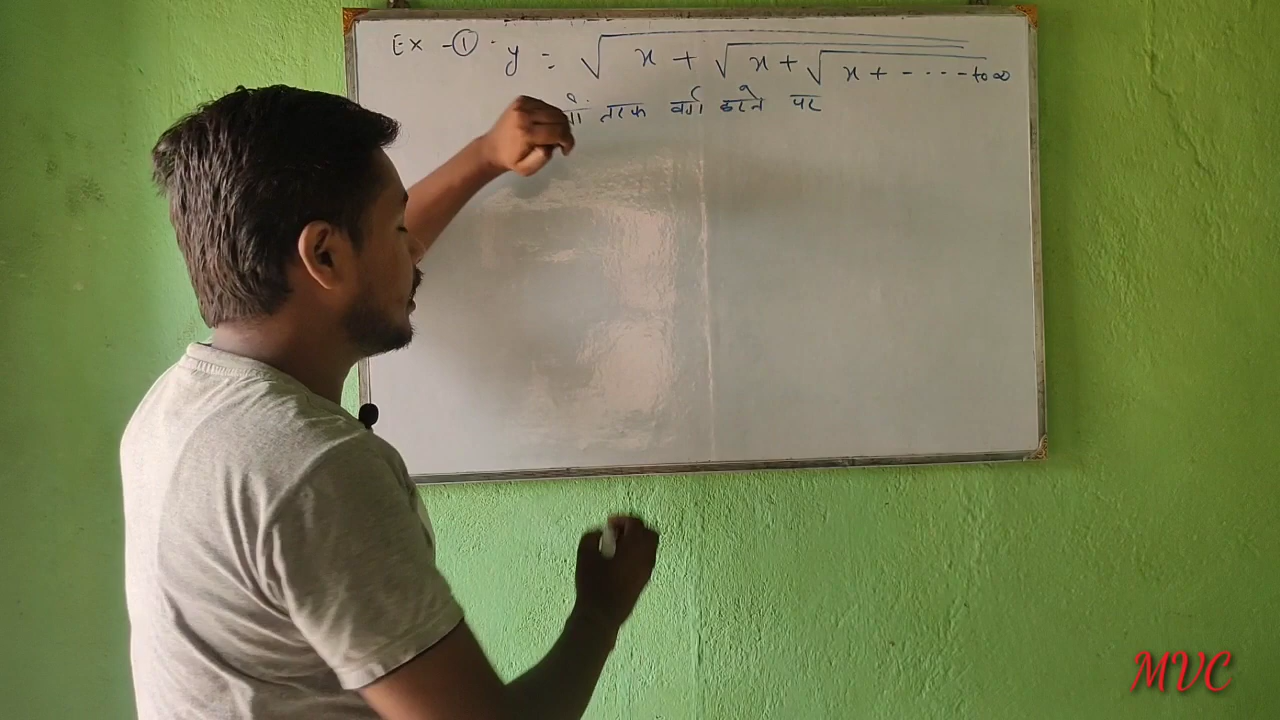 Ex - ① · y = √x + √x + √x + - - - - to ∞
तरफ वर्ग करने पर
MVC